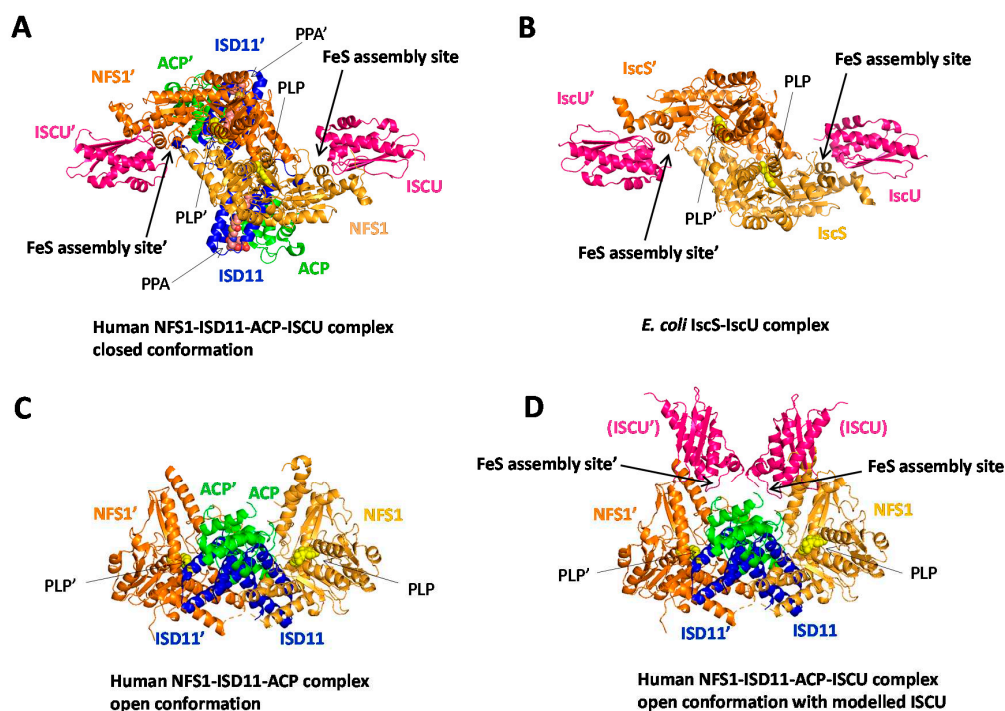 A
ISD11’
PPA’
ACP’
FeS assembly site
NFS1’
PLP
ISCU’
ISCU
PLP’
NFS1
FeS assembly site’
PPA
ISD11
ACP
Human NFS1-ISD11-ACP-ISCU complex
closed conformation
B
IscS’
FeS assembly site
PLP
IscU’
IscU
PLP’
IscS
FeS assembly site’
E. coli IscS-IscU complex
C
ACP’
ACP
NFS1’
NFS1
PLP’
PLP
ISD11’
ISD11
Human NFS1-ISD11-ACP complex
open conformation
D
(ISCU’)
(ISCU)
FeS assembly site’
FeS assembly site
ACP’
ACP
NFS1’
NFS1
PLP’
PLP
ISD11’
ISD11
Human NFS1-ISD11-ACP-ISCU complex
open conformation with modelled ISCU